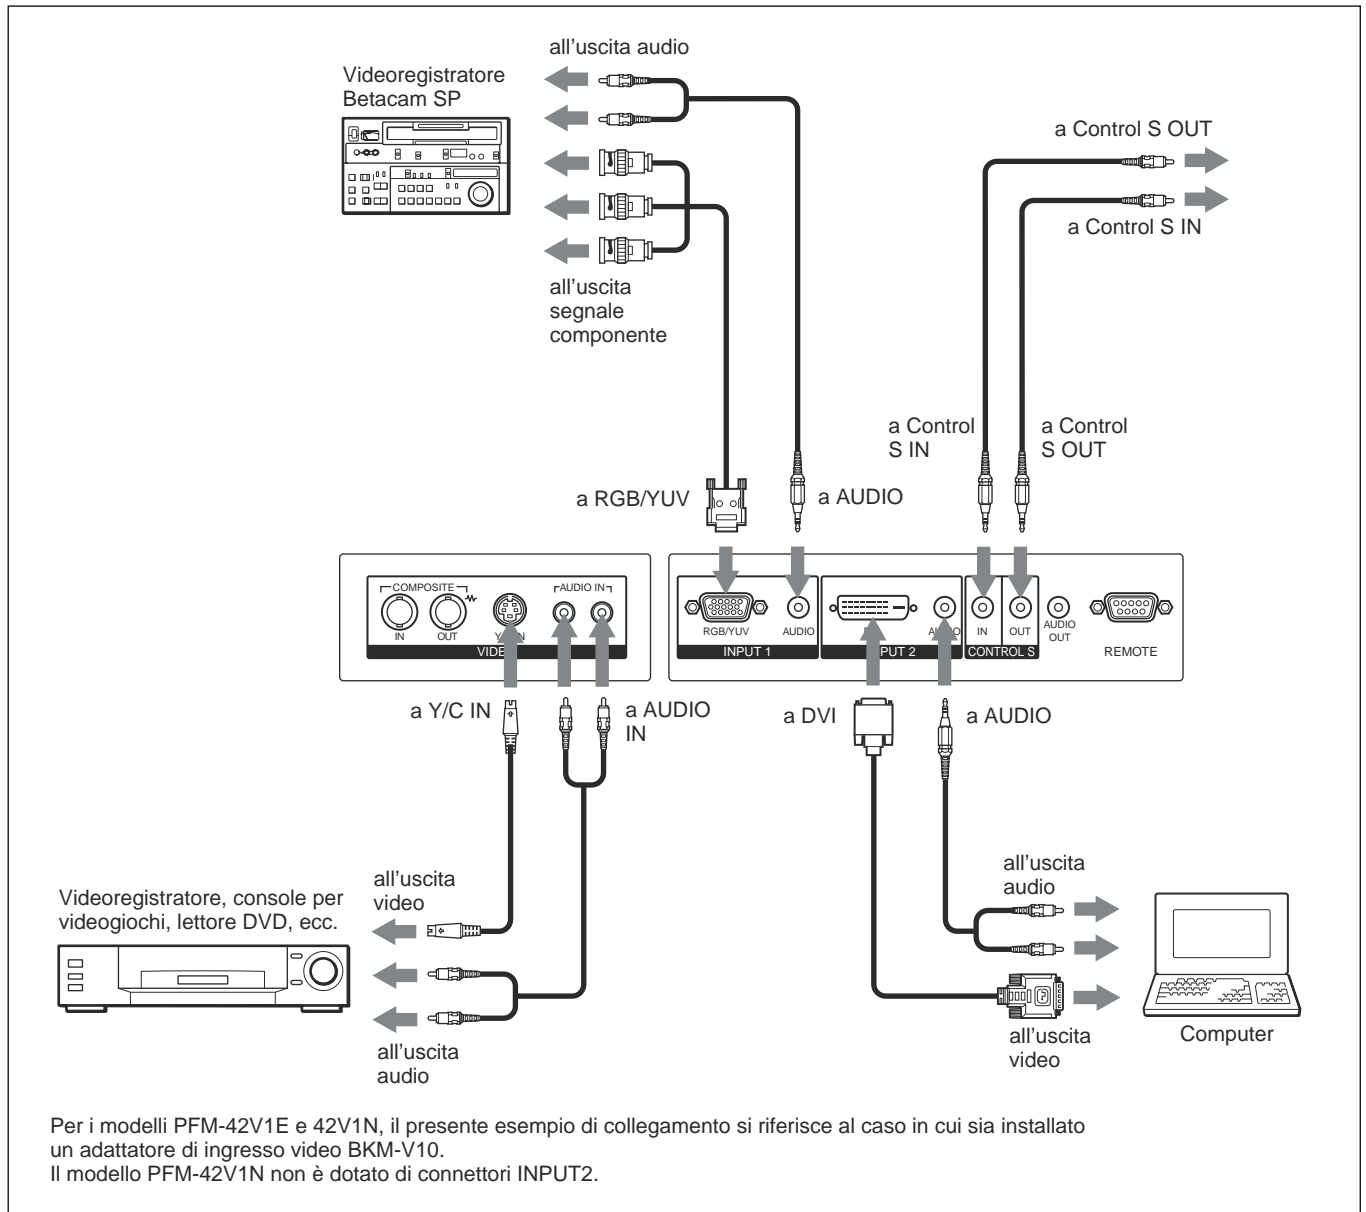 all'uscita audio
Videoregistratore
Betacam SP
a Control S OUT
a Control S IN
all'uscita
segnale
componente
a Control
S IN
a Control
S OUT
a RGB/YUV
a AUDIO
COMPOSITE
AUDIO IN
IN
OUT
RGB/YUV
AUDIO
IN
OUT
AUDIO
OUT
INPUT 1
CONTROL S
REMOTE
a Y/C IN
a AUDIO
IN
a DVI
a AUDIO
all'uscita
video
all'uscita
audio
Videoregistratore, console per
videogiochi, lettore DVD, ecc.
all'uscita
audio
all'uscita
video
Computer
Per i modelli PFM-42V1E e 42V1N, il presente esempio di collegamento si riferisce al caso in cui sia installato
un adattatore di ingresso video BKM-V10.
Il modello PFM-42V1N non è dotato di connettori INPUT2.